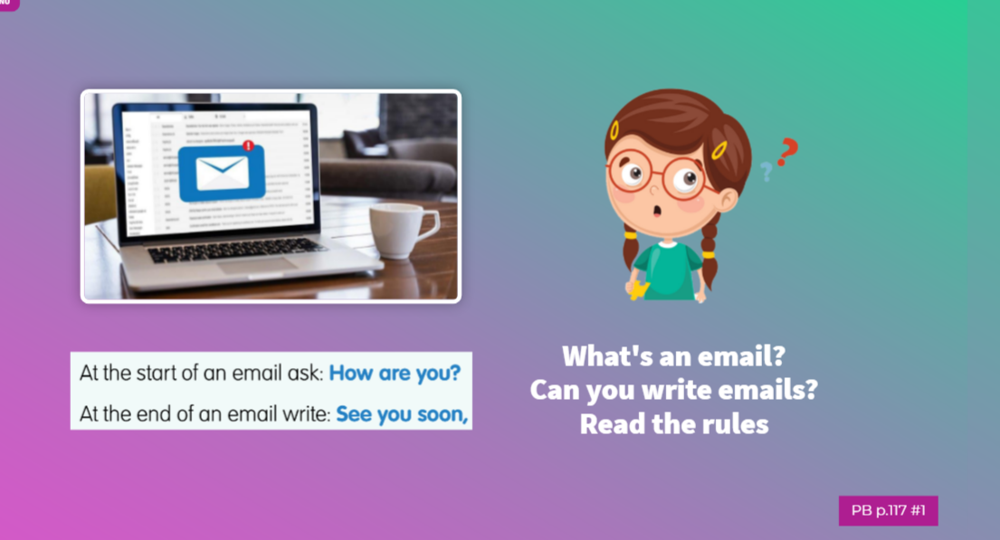 At the start of an email ask: How are you?
At the end of an email write: See you soon,
What's an email?
Can you write emails?
Read the rules
PB p.117 #1